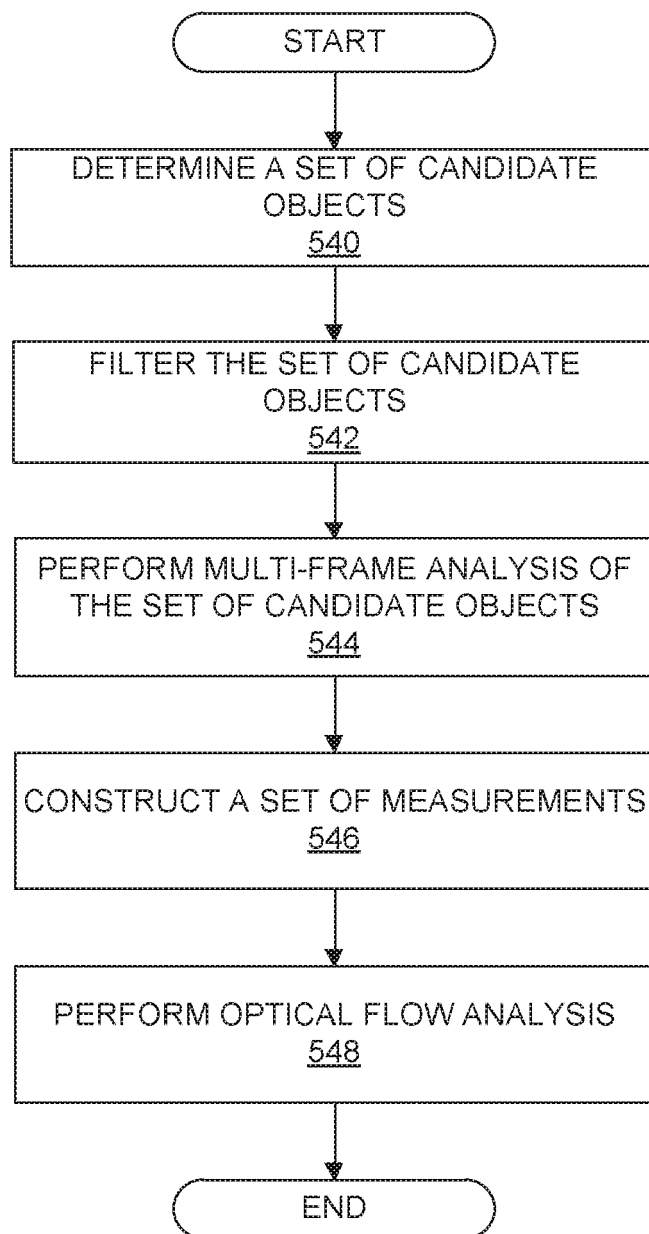 START
DETERMINE A SET OF CANDIDATE
OBJECTS
540
FILTER THE SET OF CANDIDATE
OBJECTS
542
PERFORM MULTI-FRAME ANALYSIS OF
THE SET OF CANDIDATE OBJECTS
544
CONSTRUCT A SET OF MEASUREMENTS
546
PERFORM OPTICAL FLOW ANALYSIS
548
END